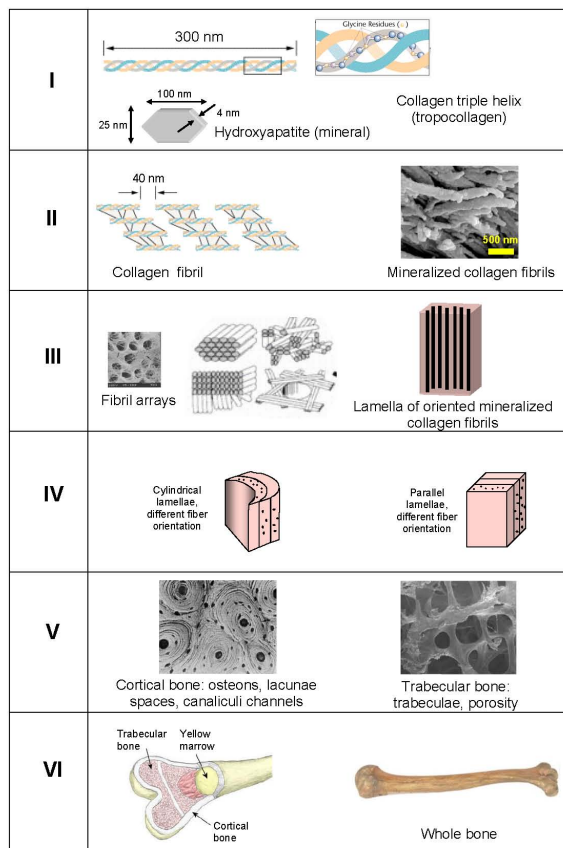 I
300 nm
Glycine Residues ( )
100 nm
25 nm
4 nm
Hydroxyapatite (mineral)
Collagen triple helix
(tropocollagen)
II
40 nm
Collagen fibril
500 nm
Mineralized collagen fibrils
III
Fibril arrays
Lamella of oriented mineralized
collagen fibrils
IV
Cylindrical
lamellae,
different fiber
orientation
Parallel
lamellae,
different fiber
orientation
V
Cortical bone: osteons, lacunae
spaces, canaliculi channels
Trabecular bone:
trabeculae, porosity
VI
Trabecular
bone
Yellow
marrow
Cortical
bone
Whole bone